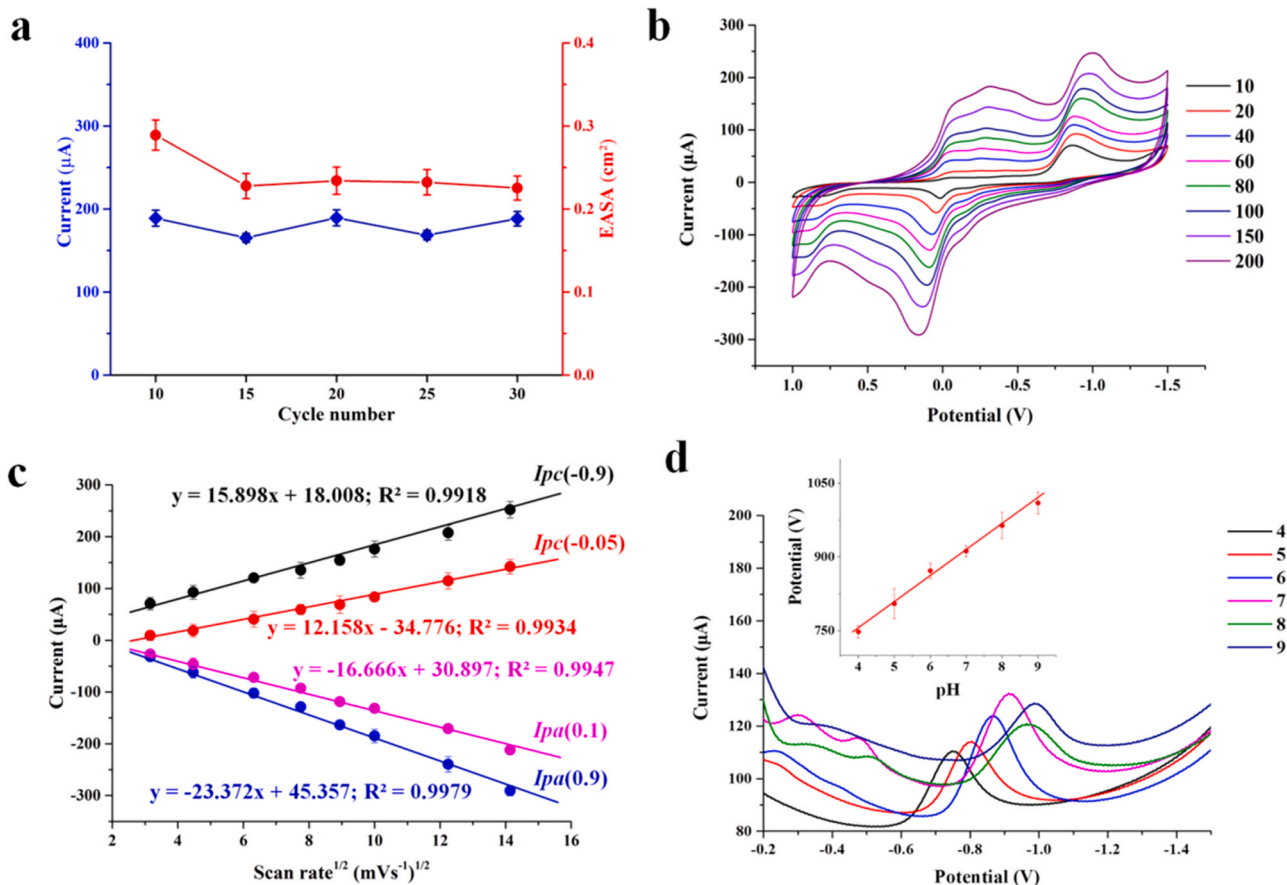 a
400
300
200
100
0
Current (µA)
0.4
0.3
0.2
0.1
0.0
EASA (cm²)
10 15 20 25 30
Cycle number
b
300
200
100
0
-100
-200
-300
Current (µA)
1.0 0.5 0.0 -0.5 -1.0 -1.5
Potential (V)
10
20
40
60
80
100
150
200
c
300
200
100
0
-100
-200
-300
Current (µA)
y = 15.898x + 18.008; R² = 0.9918
Ipc(-0.9)
Ipc(-0.05)
y = 12.158x - 34.776; R² = 0.9934
y = -16.666x + 30.897; R² = 0.9947
Ipa(0.1)
Ipa(0.9)
y = -23.372x + 45.357; R² = 0.9979
2 4 6 8 10 12 14 16
Scan rate¹ᐟ² (mVs⁻¹)¹ᐟ²
d
200
180
160
140
120
100
80
Current (µA)
1050
900
750
Potential (V)
4 5 6 7 8 9
pH
-0.2 -0.4 -0.6 -0.8 -1.0 -1.2 -1.4
Potential (V)
4
5
6
7
8
9